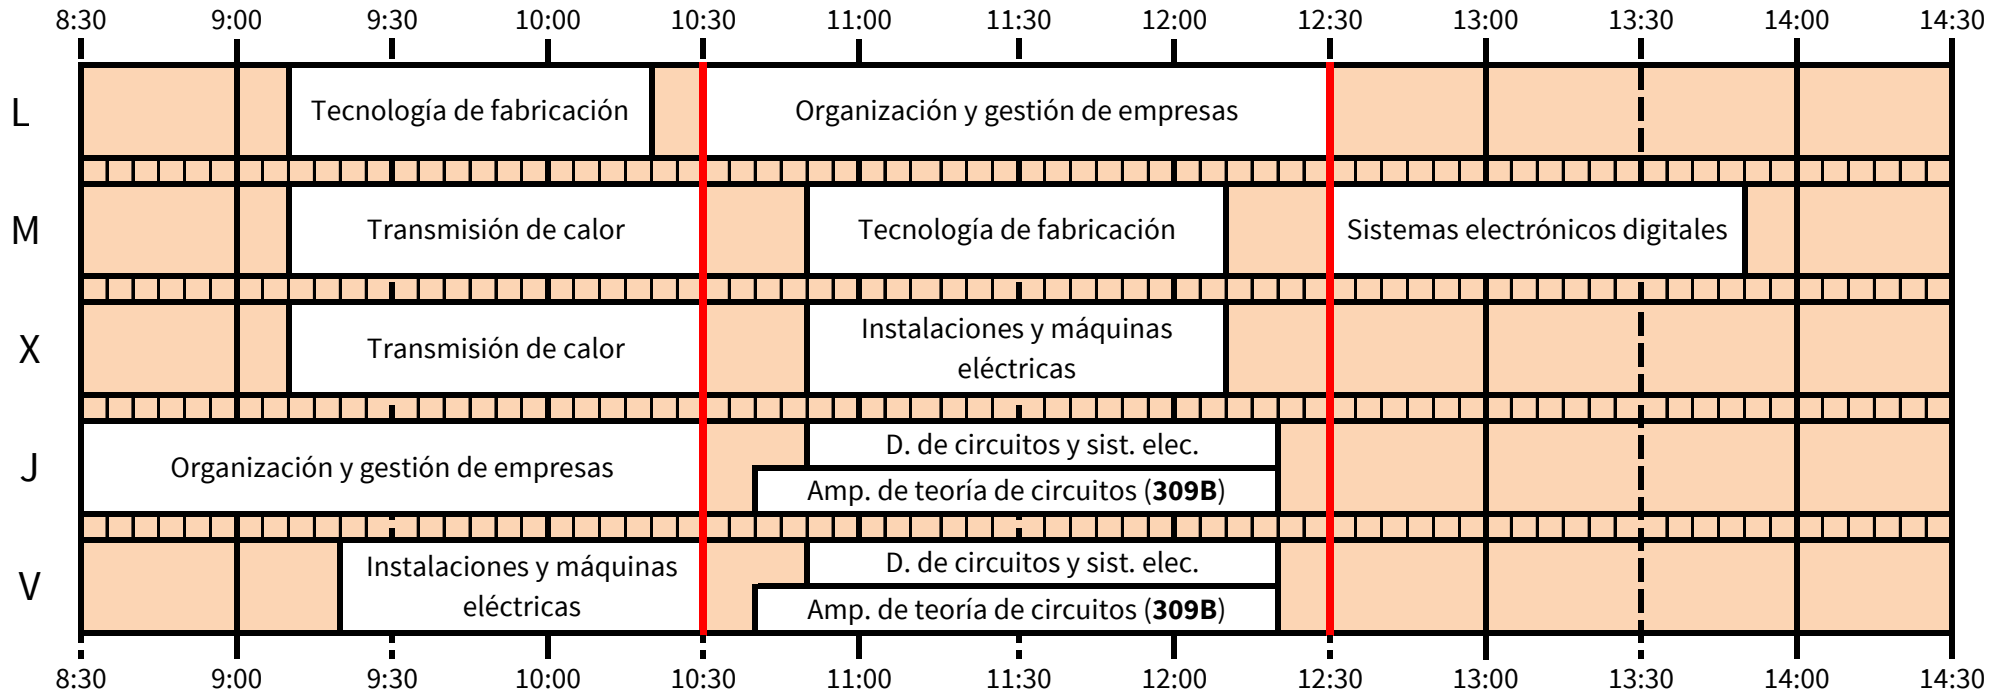 8:30 9:00 9:30 10:00 10:30 11:00 11:30 12:00 12:30 13:00 13:30 14:00 14:30
L Tecnología de fabricación Organización y gestión de empresas
M Transmisión de calor Tecnología de fabricación Sistemas electrónicos digitales
X Transmisión de calor Instalaciones y máquinas
eléctricas
J Organización y gestión de empresas D. de circuitos y sist. elec.
Amp. de teoría de circuitos (309B)
V Instalaciones y máquinas
eléctricas
D. de circuitos y sist. elec.
Amp. de teoría de circuitos (309B)
8:30 9:00 9:30 10:00 10:30 11:00 11:30 12:00 12:30 13:00 13:30 14:00 14:30